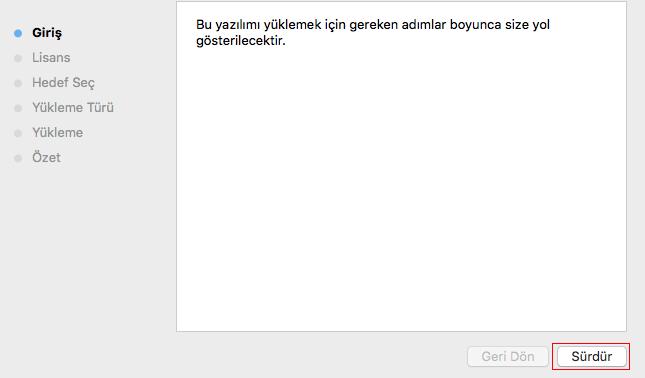 Giriş
Lisans
Hedef Seç
Yükleme Türü
Yükleme
Özet
Bu yazılımı yüklemek için gereken adımlar boyunca size yol
gösterilecektir.
Geri Dön
Sürdür